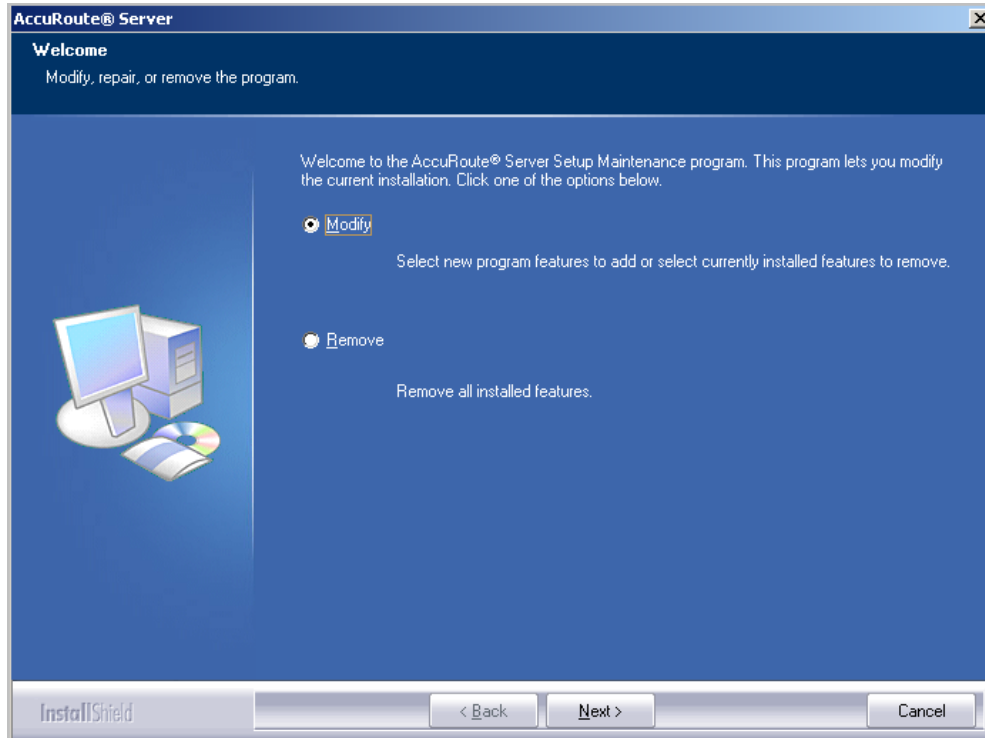 AccuRoute® Server
Welcome
Modify, repair, or remove the program.
Welcome to the AccuRoute® Server Setup Maintenance program. This program lets you modify
the current installation. Click one of the options below.
Modify
Select new program features to add or select currently installed features to remove.
Remove
Remove all installed features.
InstallShield
< Back
Next >
Cancel